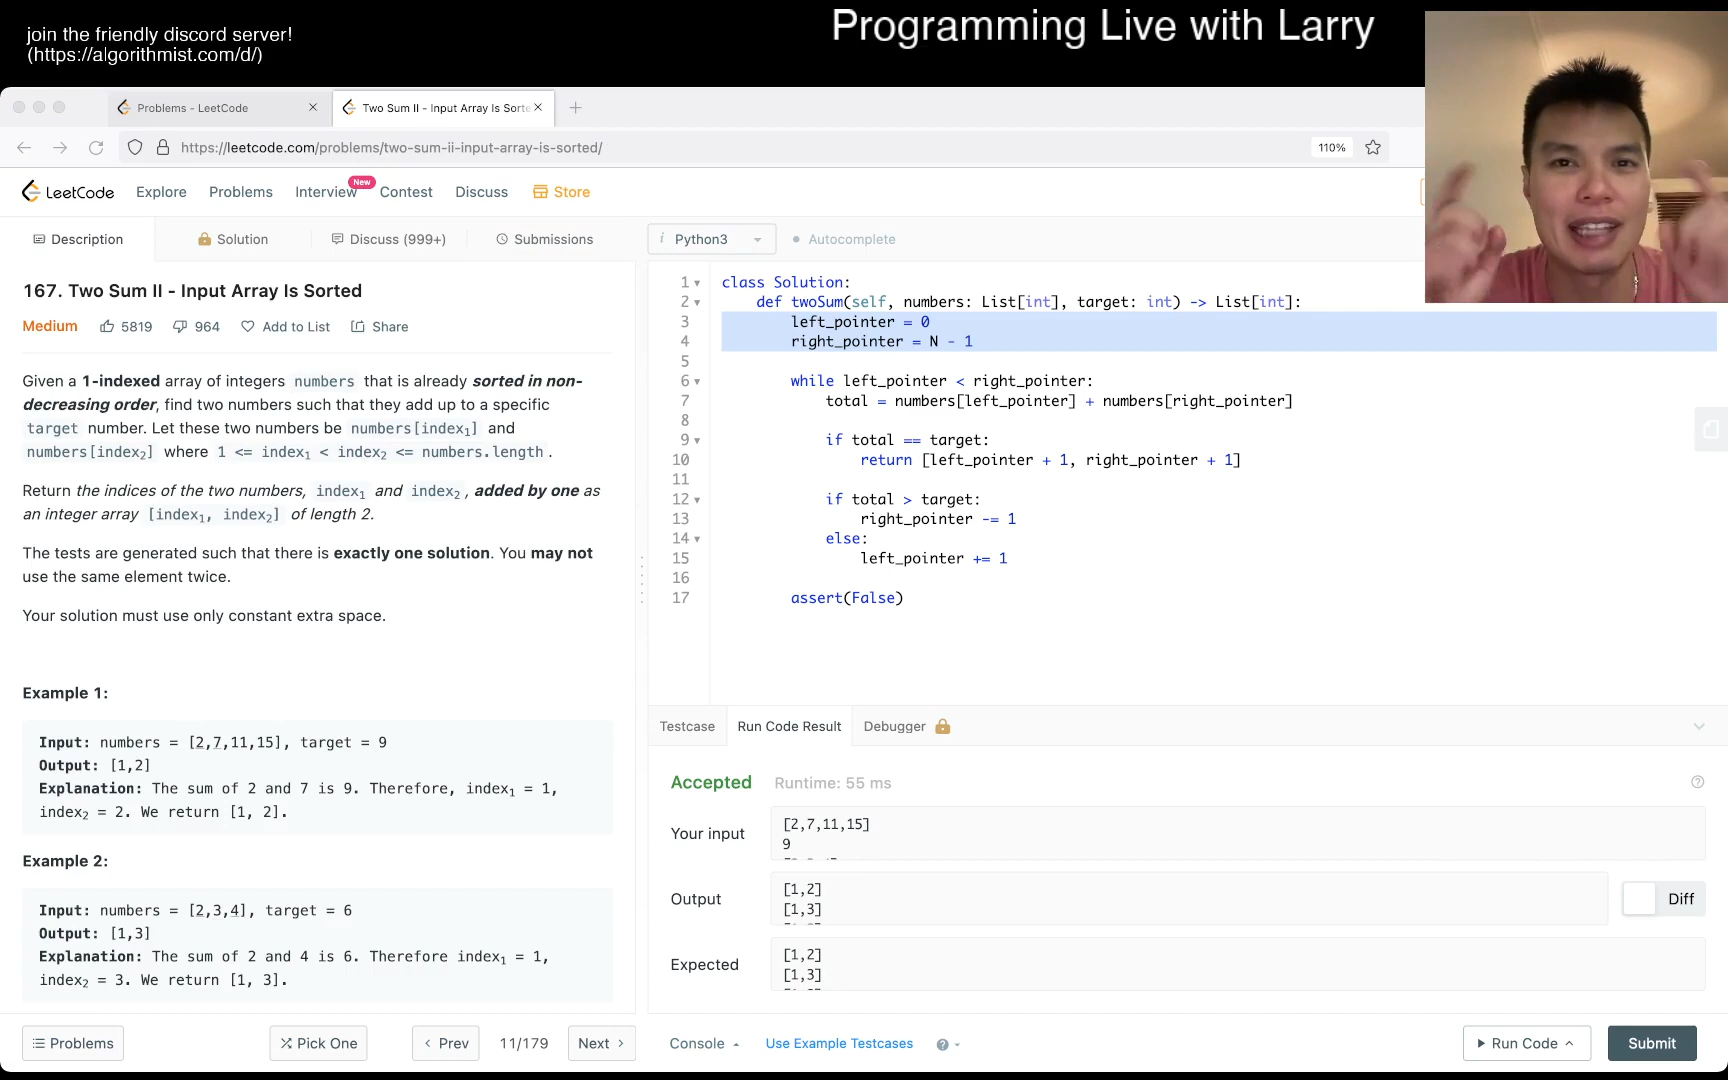 join the friendly discord server!
(https://algorithmist.com/d/)
Programming Live with Larry
Problems - LeetCode
Two Sum II - Input Array Is Sorte
https://leetcode.com/problems/two-sum-ii-input-array-is-sorted/
110%
LeetCode
Explore
Problems
Interview
New
Contest
Discuss
Store
Description
Solution
Discuss (999+)
Submissions
i Python3
Autocomplete
167. Two Sum II - Input Array Is Sorted
Medium
5819
964
Add to List
Share
Given a 1-indexed array of integers numbers that is already sorted in non-
decreasing order, find two numbers such that they add up to a specific
target number. Let these two numbers be numbers[index₁] and
numbers[index₂] where 1 <= index₁ < index₂ <= numbers.length.
Return the indices of the two numbers, index₁ and index₂, added by one as
an integer array [index₁, index₂] of length 2.
The tests are generated such that there is exactly one solution. You may not
use the same element twice.
Your solution must use only constant extra space.
Example 1:
Input: numbers = [2,7,11,15], target = 9
Output: [1,2]
Explanation: The sum of 2 and 7 is 9. Therefore, index₁ = 1,
index₂ = 2. We return [1, 2].
Example 2:
Input: numbers = [2,3,4], target = 6
Output: [1,3]
Explanation: The sum of 2 and 4 is 6. Therefore index₁ = 1,
index₂ = 3. We return [1, 3].
1 class Solution:
2 def twoSum(self, numbers: List[int], target: int) -> List[int]:
3 left_pointer = 0
4 right_pointer = N - 1
5
6 while left_pointer < right_pointer:
7 total = numbers[left_pointer] + numbers[right_pointer]
8
9 if total == target:
10 return [left_pointer + 1, right_pointer + 1]
11
12 if total > target:
13 right_pointer -= 1
14 else:
15 left_pointer += 1
16
17 assert(False)
Testcase
Run Code Result
Debugger
Accepted
Runtime: 55 ms
Your input
[2,7,11,15]
9
Output
[1,2]
[1,3]
Diff
Expected
[1,2]
[1,3]
Problems
Pick One
Prev
11/179
Next
Console
Use Example Testcases
Run Code
Submit